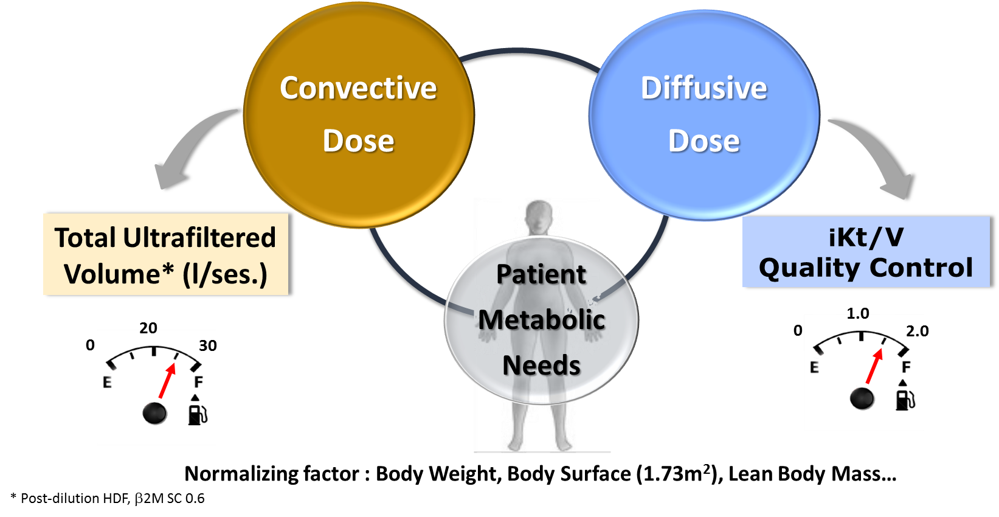 Convective
Dose
Diffusive
Dose
Total Ultrafiltered
Volume* (l/ses.)
iKt/V
Quality Control
Patient
Metabolic
Needs
0
20
30
E
F
0
1.0
2.0
E
F
Normalizing factor : Body Weight, Body Surface (1.73m²), Lean Body Mass...
* Post-dilution HDF, β2M SC 0.6